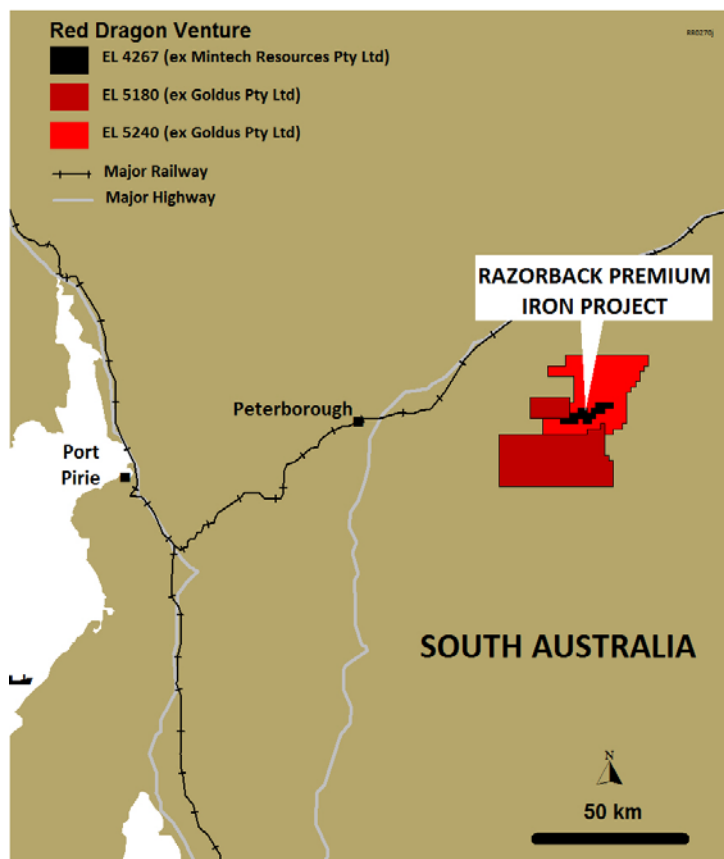 Red Dragon Venture
880270j
EL 4267 (ex Mintech Resources Pty Ltd)
EL 5180 (ex Goldus Pty Ltd)
EL 5240 (ex Goldus Pty Ltd)
Major Railway
Major Highway
RAZORBACK PREMIUM
IRON PROJECT
Peterborough
Port
Pirie
SOUTH AUSTRALIA
N
50 km